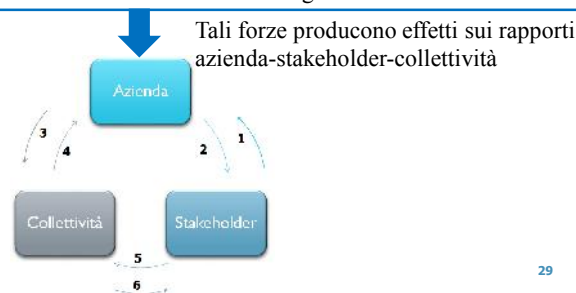 Tali forze producono effetti sui rapporti
azienda-stakeholder-collettività
Azienda
3
4
2
1
Collettività
Stakeholder
5
6
29